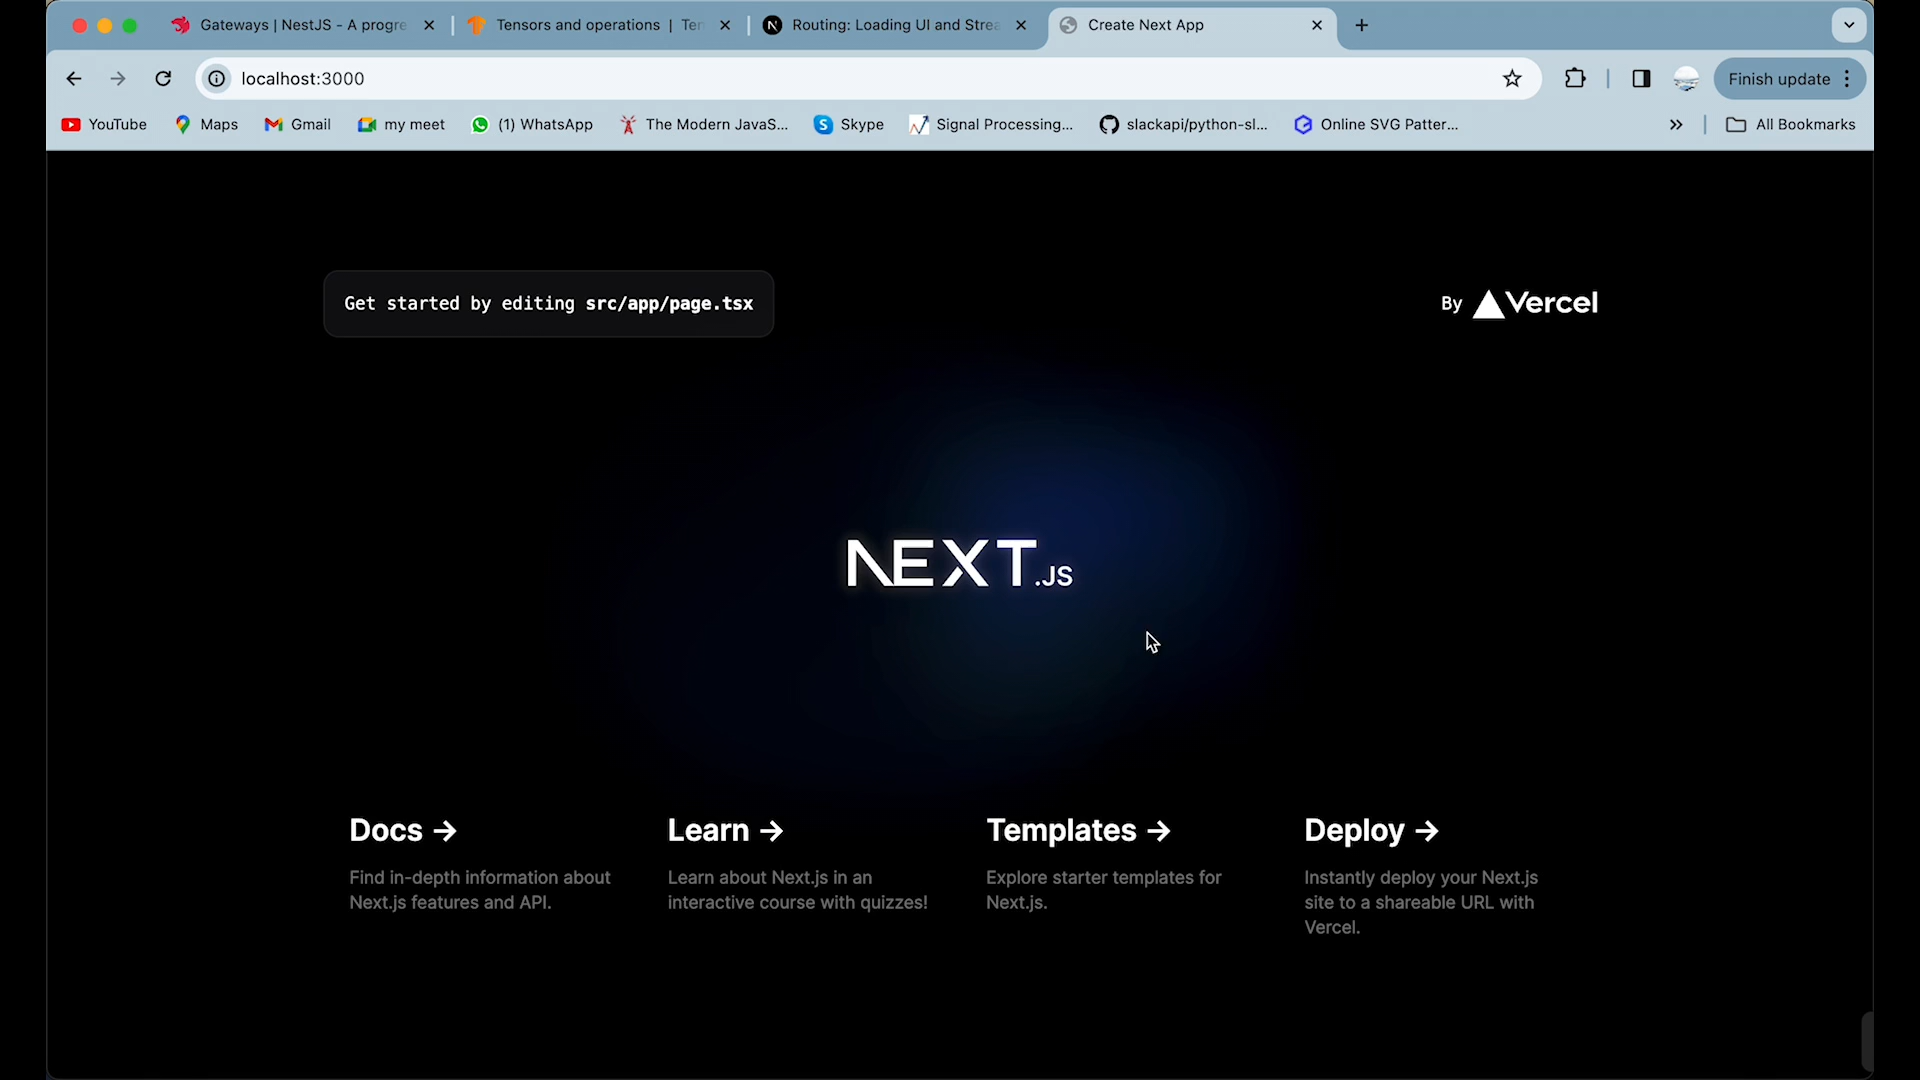 Gateways | NestJS - A progre
Tensors and operations | Ten
Routing: Loading UI and Strea
Create Next App
localhost:3000
Finish update
YouTube
Maps
Gmail
my meet
(1) WhatsApp
The Modern JavaS...
Skype
Signal Processing...
slackapi/python-sl...
Online SVG Patter...
All Bookmarks
Get started by editing src/app/page.tsx
By Vercel
NEXT.JS
Docs →
Find in-depth information about
Next.js features and API.
Learn →
Learn about Next.js in an
interactive course with quizzes!
Templates →
Explore starter templates for
Next.js.
Deploy →
Instantly deploy your Next.js
site to a shareable URL with
Vercel.